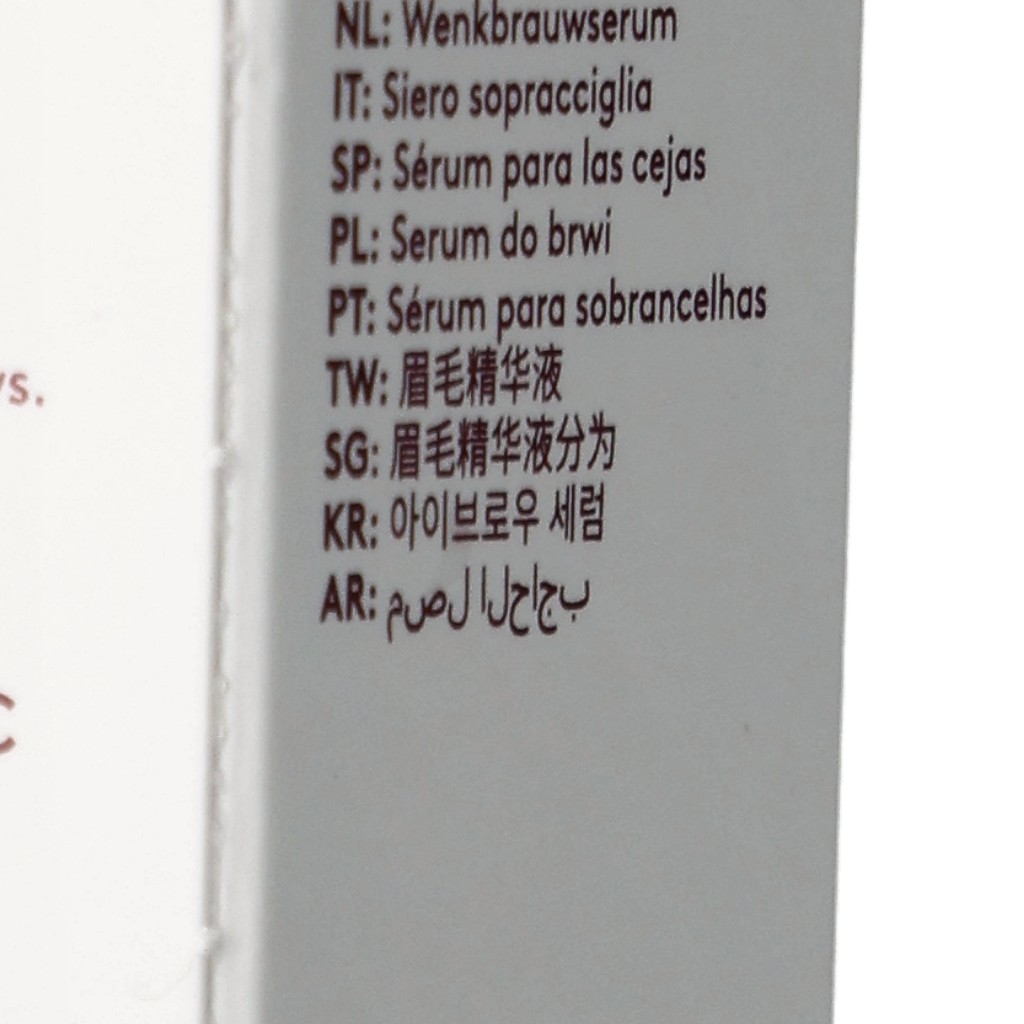 NL: Wenkbrauwserum
IT: Siero sopracciglia
SP: Sérum para las cejas
PL: Serum do brwi
PT: Sérum para sobrancelhas
TW: 眉毛精华液
SG: 眉毛精华液分为
KR: 아이브로우 세럼
AR: بجاحلا لصم